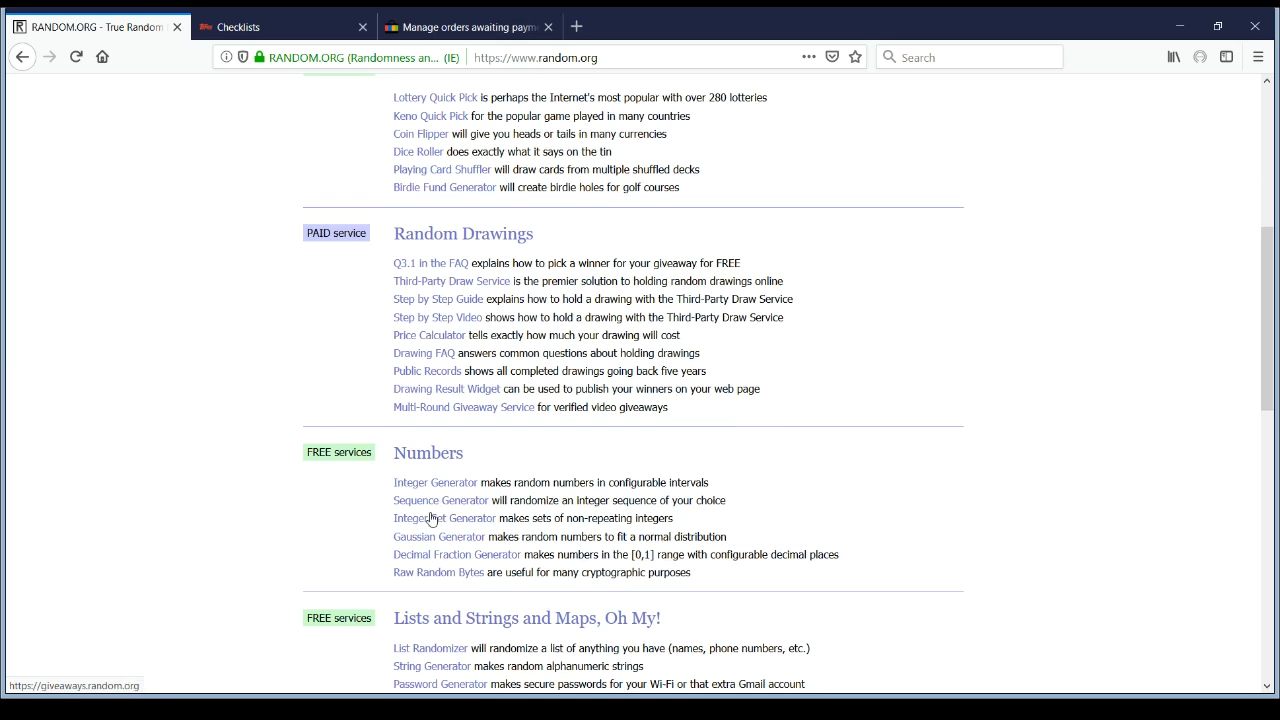 RANDOM.ORG - True Random
Checklists
Manage orders awaiting paym
RANDOM.ORG (Randomness an... (IE)
https://www.random.org
Search
Lottery Quick Pick is perhaps the Internet's most popular with over 280 lotteries
Keno Quick Pick for the popular game played in many countries
Coin Flipper will give you heads or tails in many currencies
Dice Roller does exactly what it says on the tin
Playing Card Shuffler will draw cards from multiple shuffled decks
Birdie Fund Generator will create birdie holes for golf courses
PAID service
Random Drawings
Q3.1 in the FAQ explains how to pick a winner for your giveaway for FREE
Third-Party Draw Service is the premier solution to holding random drawings online
Step by Step Guide explains how to hold a drawing with the Third-Party Draw Service
Step by Step Video shows how to hold a drawing with the Third-Party Draw Service
Price Calculator tells exactly how much your drawing will cost
Drawing FAQ answers common questions about holding drawings
Public Records shows all completed drawings going back five years
Drawing Result Widget can be used to publish your winners on your web page
Multi-Round Giveaway Service for verified video giveaways
FREE services
Numbers
Integer Generator makes random numbers in configurable intervals
Sequence Generator will randomize an integer sequence of your choice
Integer Set Generator makes sets of non-repeating integers
Gaussian Generator makes random numbers to fit a normal distribution
Decimal Fraction Generator makes numbers in the [0,1] range with configurable decimal places
Raw Random Bytes are useful for many cryptographic purposes
FREE services
Lists and Strings and Maps, Oh My!
List Randomizer will randomize a list of anything you have (names, phone numbers, etc.)
String Generator makes random alphanumeric strings
Password Generator makes secure passwords for your Wi-Fi or that extra Gmail account
https://giveaways.random.org